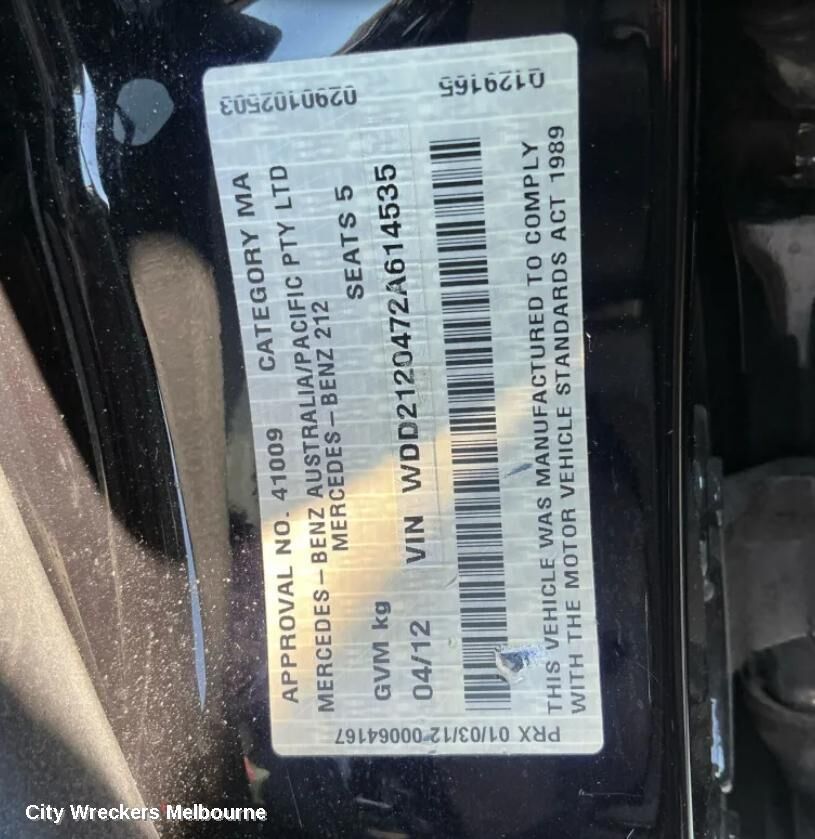 0290102503
0129165
APPROVAL NO. 41009 CATEGORY MA
MERCEDES-BENZ AUSTRALIA/PACIFIC PTY LTD
MERCEDES-BENZ 212
GVM kg SEATS 5
04/12 VIN WDD2120472A614535
THIS VEHICLE WAS MANUFACTURED TO COMPLY
WITH THE MOTOR VEHICLE STANDARDS ACT 1989
PRX 01/03/12 00064167
City Wreckers Melbourne